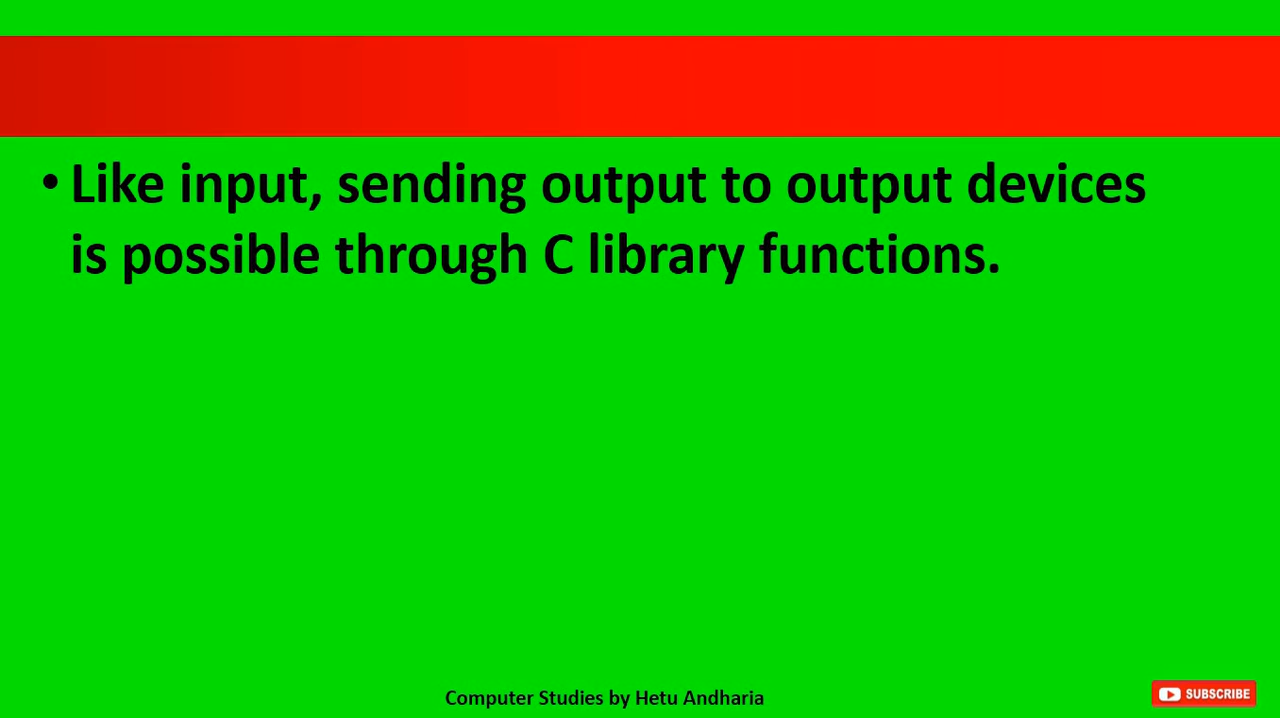 • Like input, sending output to output devices
is possible through C library functions.
Computer Studies by Hetu Andharia
SUBSCRIBE